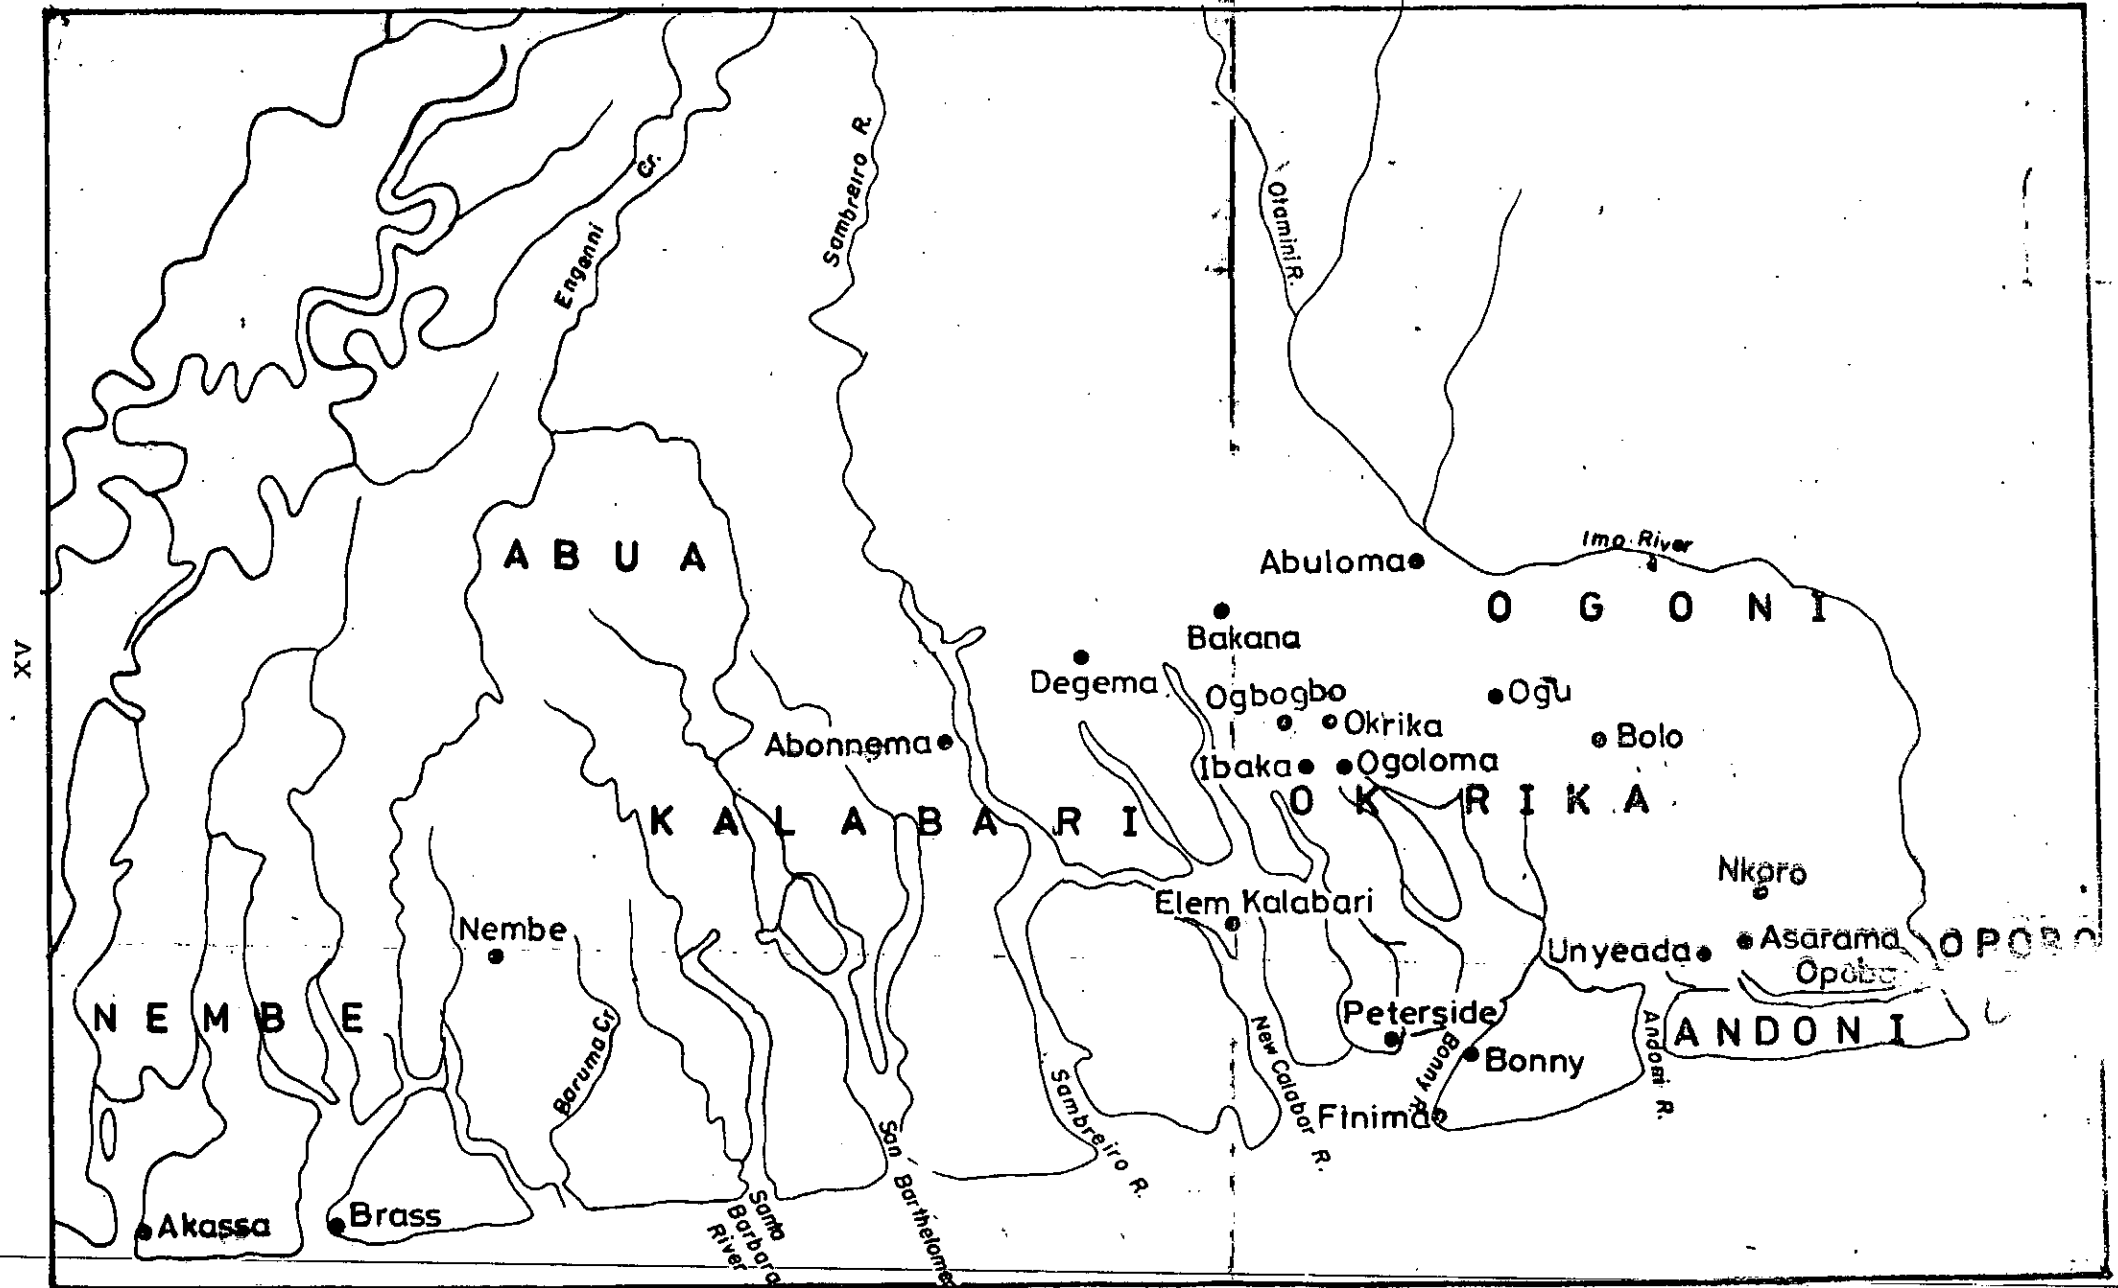 Cr.
Sambreiro R.
Otamini R.
Engenni
ABUA
Imo River
Abuloma
OGONI
Bakana
xv
Degema
Ogbogbo
Ogu
Okrika
Bolo
Abonnema
Ibaka
Ogoloma
KALABARI
OKRIKA
Nkoro
Elem Kalabari
Nembe
Unyeada
Asarama
OPOBO
Opobo
NEMBE
Peterside
ANDONI
Baruma Cr
New Calabar R.
Bonny R
Bonny
Andoni R.
Sambreiro R.
Finima
San Barthelome
Akassa
Brass
Santa
Barbara
River